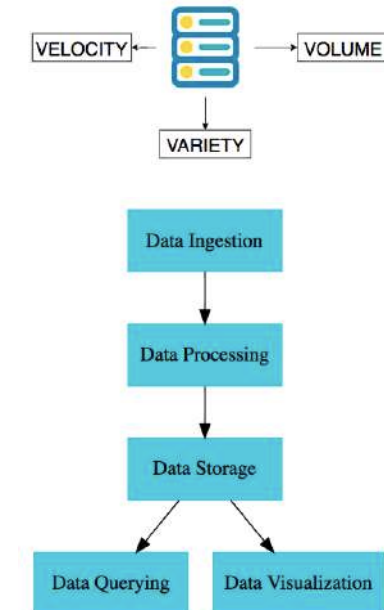 VELOCITY
VOLUME
VARIETY
Data Ingestion
Data Processing
Data Storage
Data Querying
Data Visualization